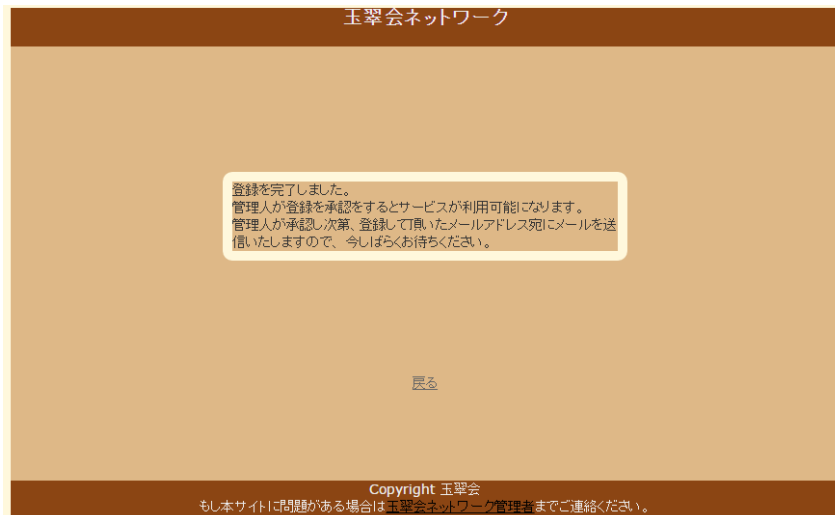 玉翠会ネットワーク
登録を完了しました。
管理人が登録を承認をするとサービスが利用可能になります。
管理人が承認し次第、登録して頂いたメールアドレス宛にメールを送
信いたしますので、今しばらくお待ちください。
戻る
Copyright 玉翠会
もし本サイトに問題がある場合は玉翠会ネットワーク管理者までご連絡ください。